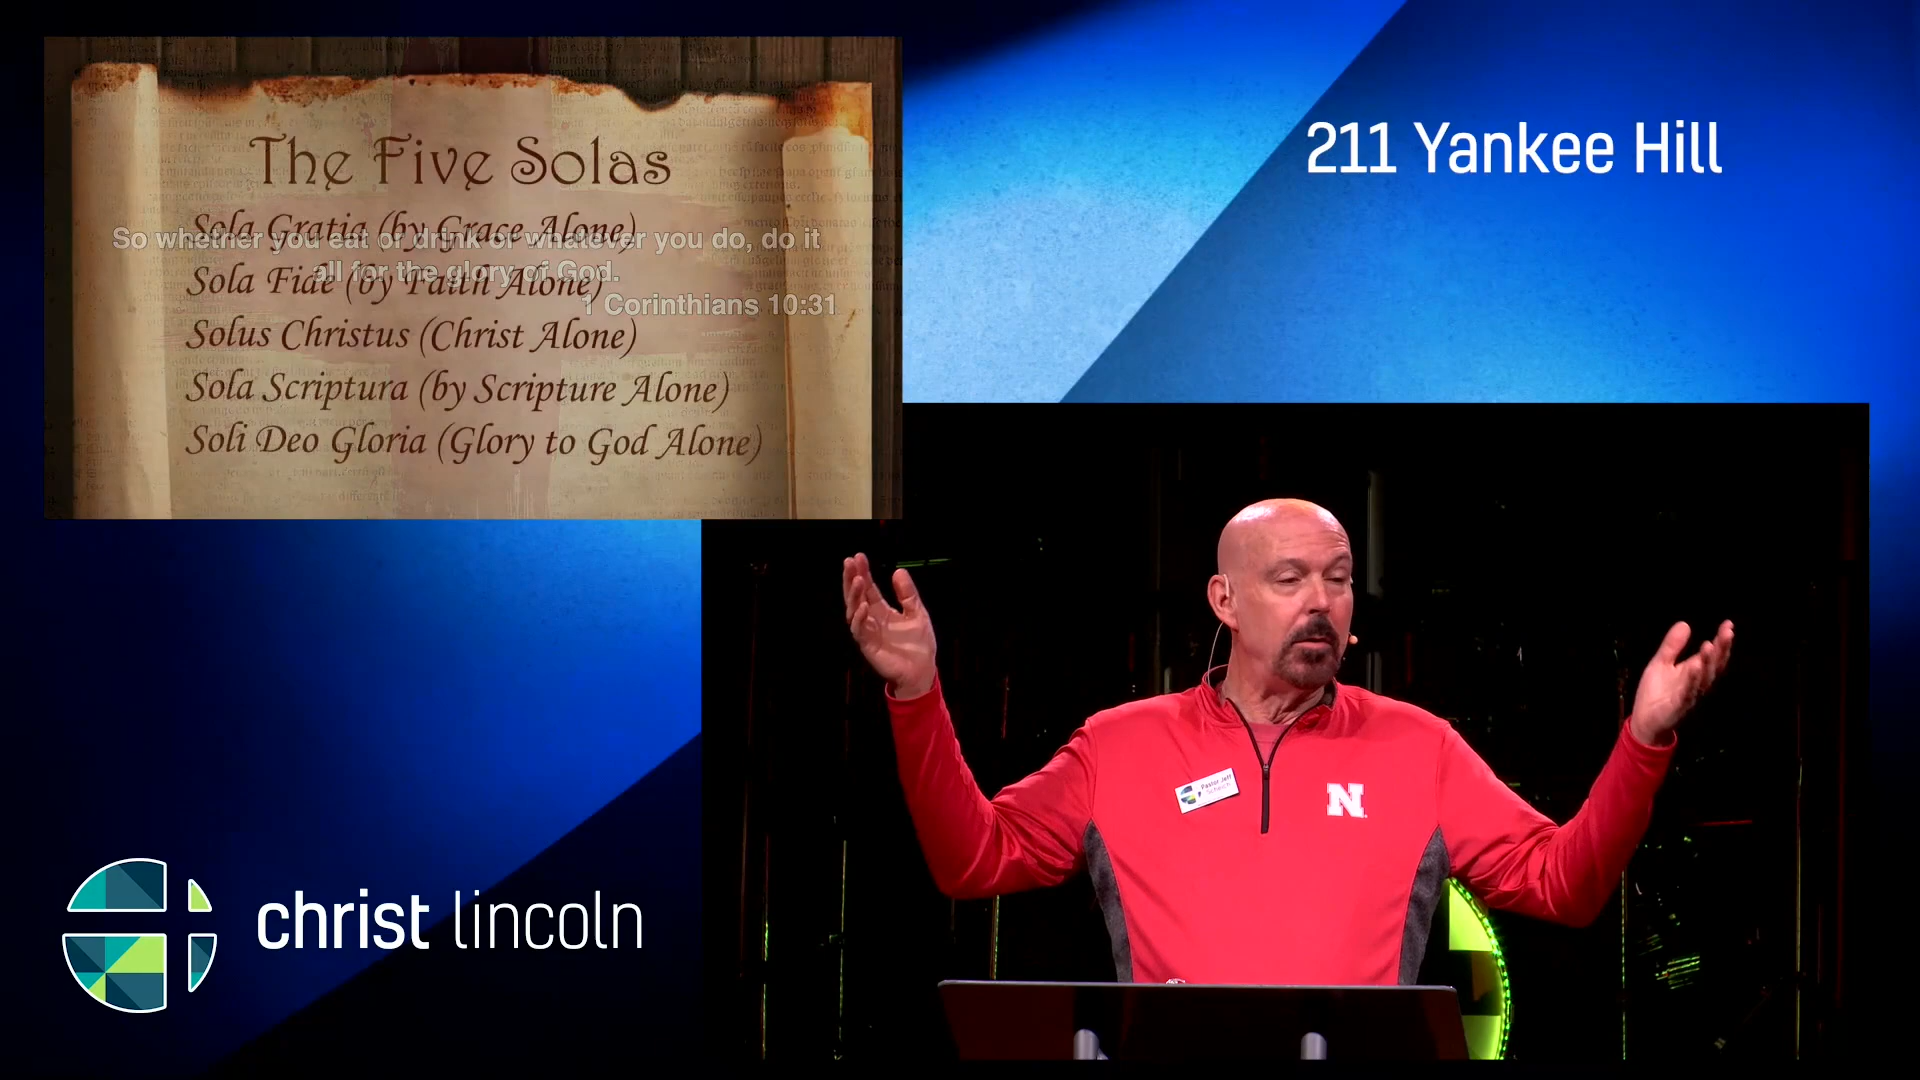 The Five Solas
Sola Gratia (by Grace Alone)
So whether you eat or drink or whatever you do, do it
all for the glory of God.
Sola Fide (by Faith Alone)
1 Corinthians 10:31
Solus Christus (Christ Alone)
Sola Scriptura (by Scripture Alone)
Soli Deo Gloria (Glory to God Alone)
211 Yankee Hill
Pastor Jeff
N
christ lincoln